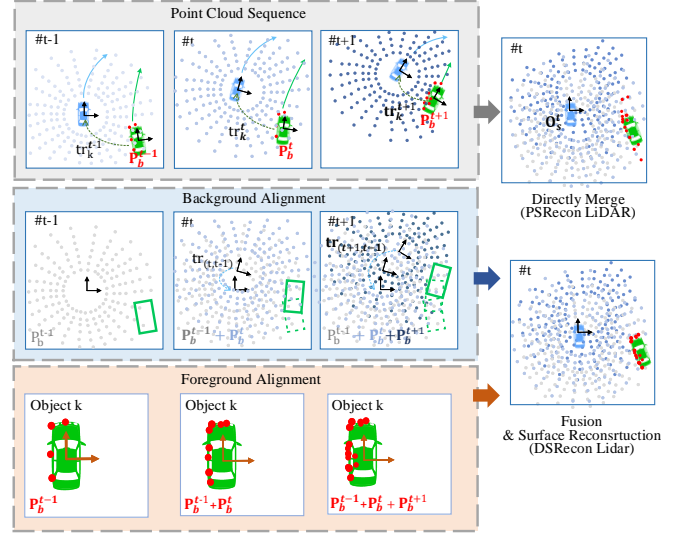 Point Cloud Sequence
#t-1
#t
#t+1
tr_k^{t-1}
P_b^{t-1}
tr_k^t
P_b^t
tr_k^{t+1}
P_b^{t+1}
#t
O_s^t
Directly Merge
(PSRecon LiDAR)
Background Alignment
#t-1
#t
#t+1
P_b^{t-1}
tr_{(t,t-1)}
P_b^{t-1} + P_b^t
tr_{(t+1,t-1)}
P_b^{t-1} + P_b^t + P_b^{t+1}
#t
Fusion
& Surface Reconsrtuction
(DSRecon Lidar)
Foreground Alignment
Object k
Object k
Object k
P_b^{t-1}
P_b^{t-1}+P_b^t
P_b^{t-1}+P_b^t + P_b^{t+1}